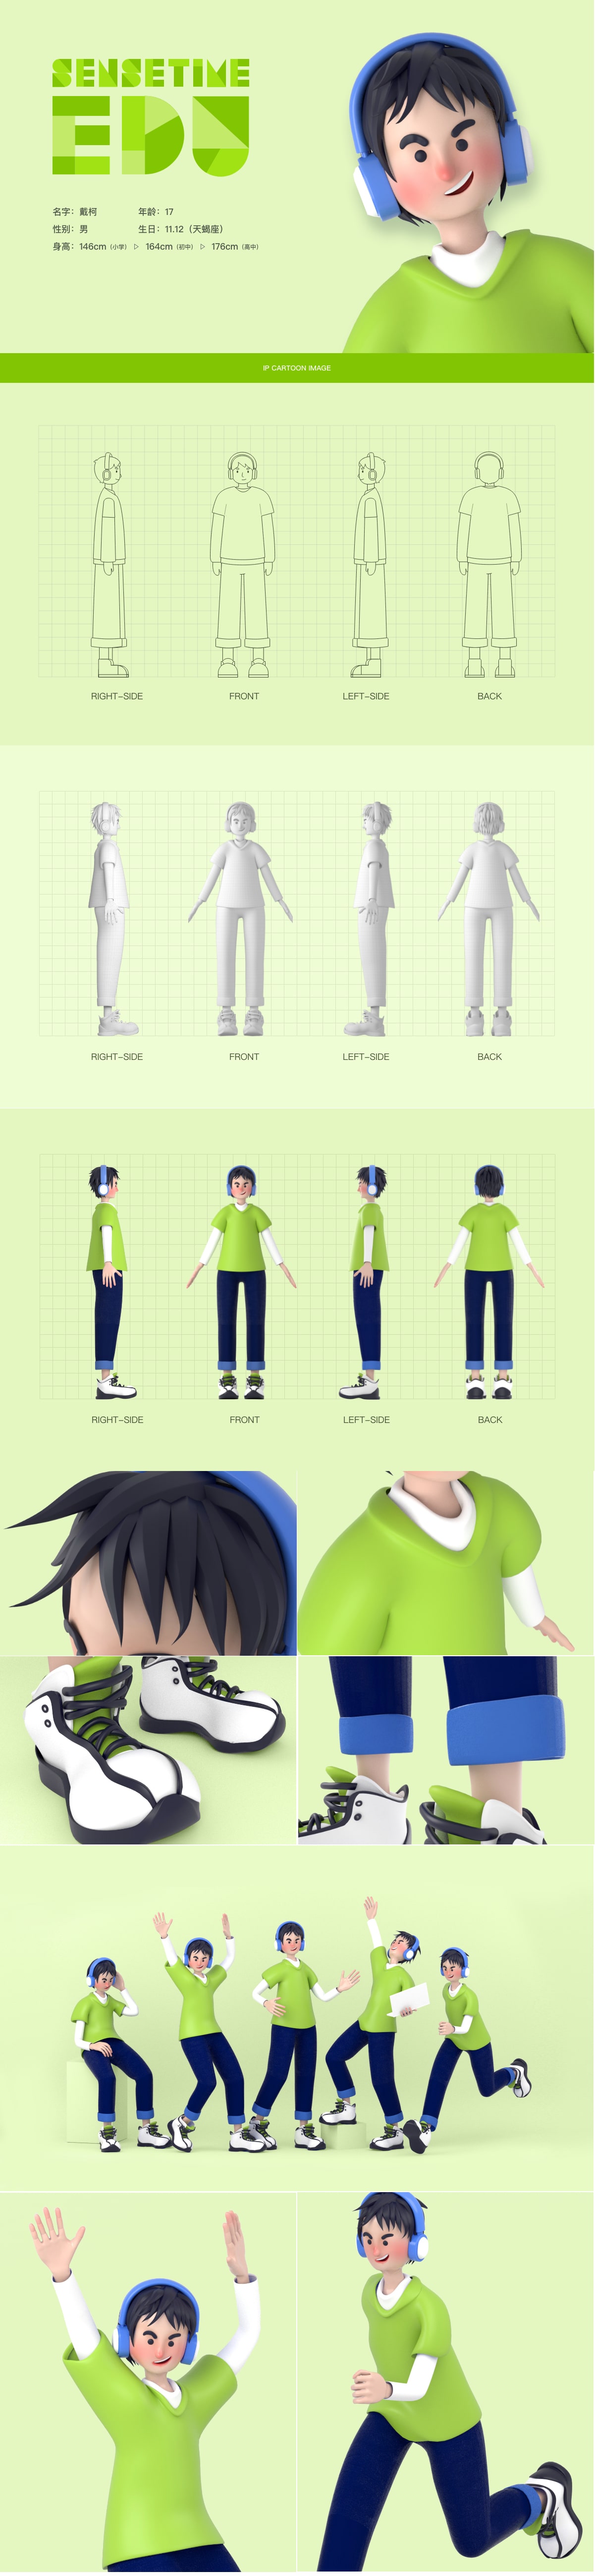 SENSETIME
EDU
名字：戴柯 年龄：17
性别：男 生日：11.12（天蝎座）
身高：146cm（小学） ▷ 164cm（初中） ▷ 176cm（高中）
IP CARTOON IMAGE
RIGHT-SIDE FRONT LEFT-SIDE BACK
RIGHT-SIDE FRONT LEFT-SIDE BACK
RIGHT-SIDE FRONT LEFT-SIDE BACK